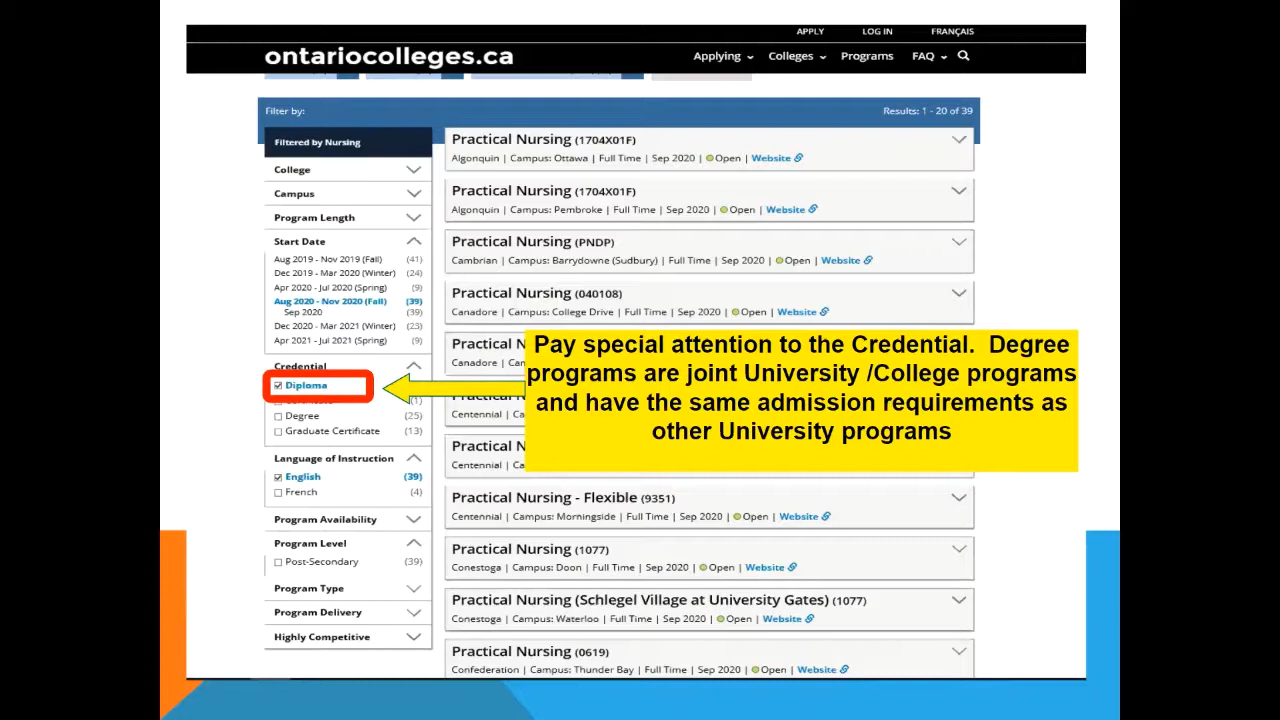 APPLY LOG IN FRANÇAIS
ontariocolleges.ca Applying Colleges Programs FAQ
Filter by: Results: 1 - 20 of 39
Filtered by Nursing
College
Campus
Program Length
Start Date
Aug 2019 - Nov 2019 (Fall) (41)
Dec 2019 - Mar 2020 (Winter) (24)
Apr 2020 - Jul 2020 (Spring) (9)
Aug 2020 - Nov 2020 (Fall) (39)
Sep 2020 (39)
Dec 2020 - Mar 2021 (Winter) (23)
Apr 2021 - Jul 2021 (Spring) (9)
Credential
Diploma
(1)
Degree (25)
Graduate Certificate (13)
Language of Instruction
English (39)
French (4)
Program Availability
Program Level
Post-Secondary (39)
Program Type
Program Delivery
Highly Competitive
Practical Nursing (1704X01F)
Algonquin | Campus: Ottawa | Full Time | Sep 2020 | Open | Website
Practical Nursing (1704X01F)
Algonquin | Campus: Pembroke | Full Time | Sep 2020 | Open | Website
Practical Nursing (PNDP)
Cambrian | Campus: Barrydowne (Sudbury) | Full Time | Sep 2020 | Open | Website
Practical Nursing (040108)
Canadore | Campus: College Drive | Full Time | Sep 2020 | Open | Website
Practical
Canadore |
Practical
Centennial |
Practical
Centennial |
Pay special attention to the Credential. Degree
programs are joint University /College programs
and have the same admission requirements as
other University programs
Practical Nursing - Flexible (9351)
Centennial | Campus: Morningside | Full Time | Sep 2020 | Open | Website
Practical Nursing (1077)
Conestoga | Campus: Doon | Full Time | Sep 2020 | Open | Website
Practical Nursing (Schlegel Village at University Gates) (1077)
Conestoga | Campus: Waterloo | Full Time | Sep 2020 | Open | Website
Practical Nursing (0619)
Confederation | Campus: Thunder Bay | Full Time | Sep 2020 | Open | Website